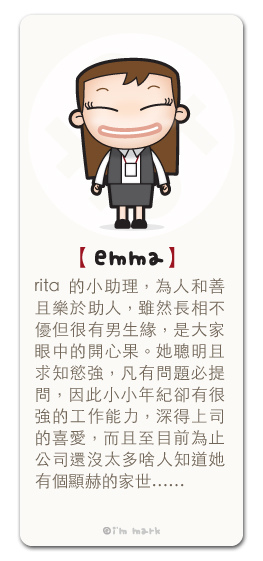 【emma】
rita 的小助理，為人和善
且樂於助人，雖然長相不
優但很有男生緣，是大家
眼中的開心果。她聰明且
求知慾強，凡有問題必提
問，因此小小年紀卻有很
強的工作能力，深得上司
的喜愛，而且至目前為止
公司還沒太多啥人知道她
有個顯赫的家世……
©i'm mark